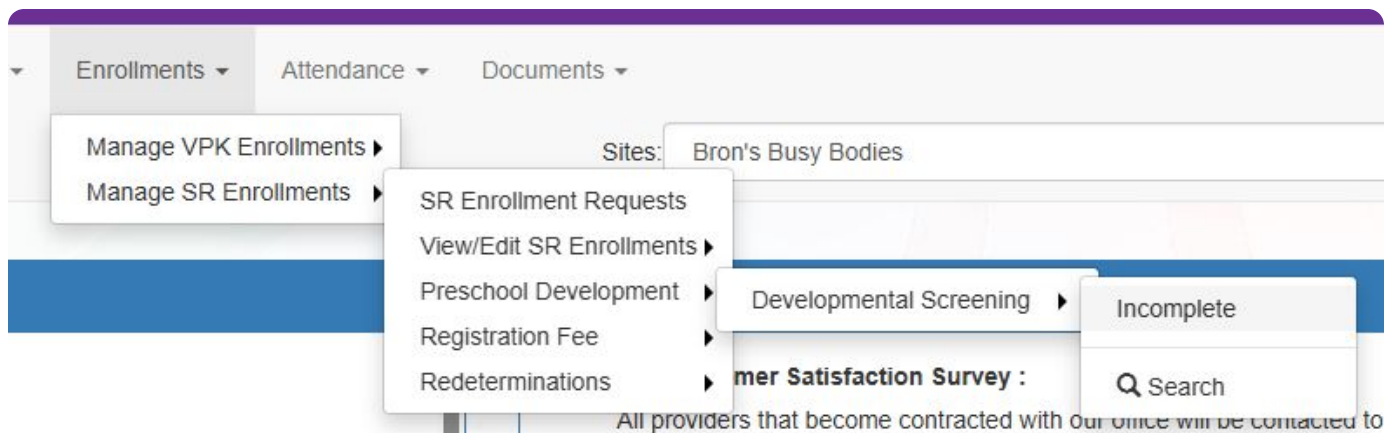 Enrollments Attendance Documents
Manage VPK Enrollments
Manage SR Enrollments
Sites: Bron's Busy Bodies
SR Enrollment Requests
View/Edit SR Enrollments
Preschool Development
Registration Fee
Redeterminations
Developmental Screening
Incomplete
Search
mer Satisfaction Survey :
All providers that become contracted with our office will be contacted to